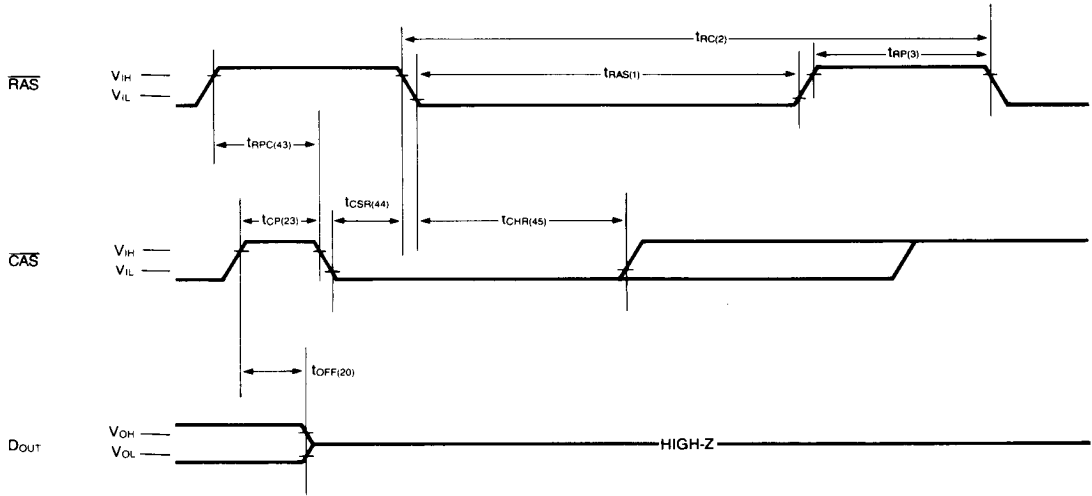 tRC(2)
tRP(3)
tRAS(1)
RAS
VIH
VIL
tRPC(43)
tCSR(44)
tCP(23)
tCHR(45)
CAS
VIH
VIL
tOFF(20)
DOUT
VOH
VOL
HIGH-Z